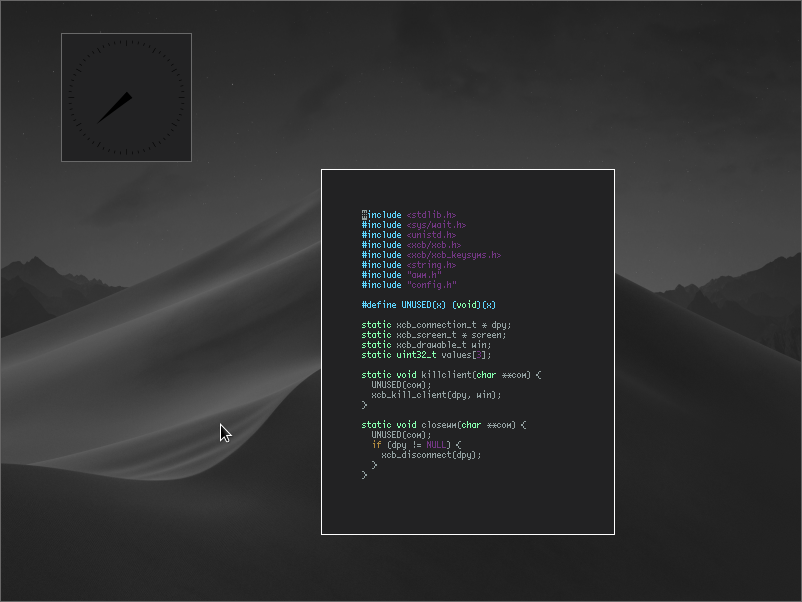 #include <stdlib.h>
#include <sys/wait.h>
#include <unistd.h>
#include <xcb/xcb.h>
#include <xcb/xcb_keysyms.h>
#include <string.h>
#include "awm.h"
#include "config.h"
#define UNUSED(x) (void)(x)
static xcb_connection_t * dpy;
static xcb_screen_t * screen;
static xcb_drawable_t win;
static uint32_t values[3];
static void killclient(char **com) {
UNUSED(com);
xcb_kill_client(dpy, win);
}
static void closewm(char **com) {
UNUSED(com);
if (dpy != NULL) {
xcb_disconnect(dpy);
}
}